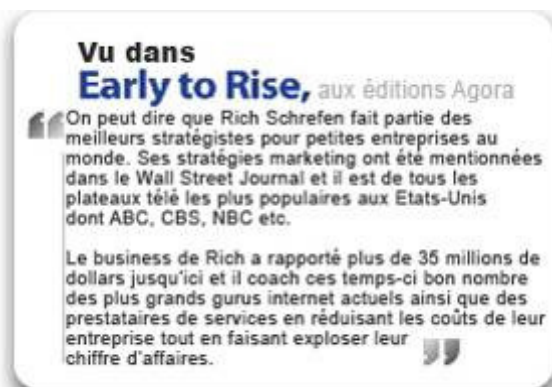 Vu dans
Early to Rise, aux éditions Agora
On peut dire que Rich Schrefen fait partie des
meilleurs stratégistes pour petites entreprises au
monde. Ses stratégies marketing ont été mentionnées
dans le Wall Street Journal et il est de tous les
plateaux télé les plus populaires aux Etats-Unis
dont ABC, CBS, NBC etc.
Le business de Rich a rapporté plus de 35 millions de
dollars jusqu'ici et il coach ces temps-ci bon nombre
des plus grands gurus internet actuels ainsi que des
prestataires de services en réduisant les coûts de leur
entreprise tout en faisant exploser leur
chiffre d'affaires.